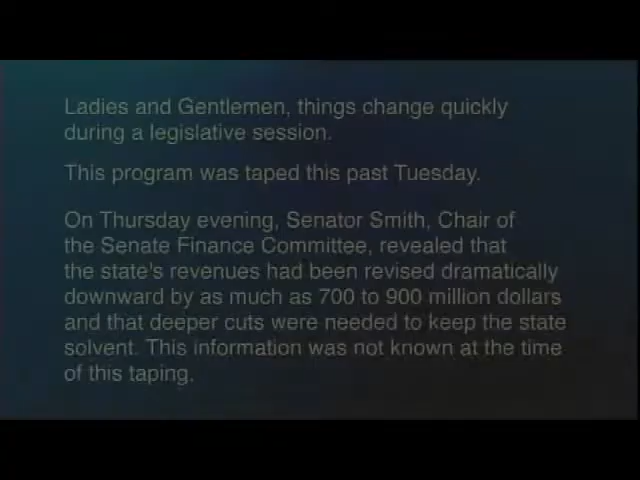 Ladies and Gentlemen, things change quickly
during a legislative session.
This program was taped this past Tuesday.
On Thursday evening, Senator Smith, Chair of
the Senate Finance Committee, revealed that
the state's revenues had been revised dramatically
downward by as much as 700 to 900 million dollars
and that deeper cuts were needed to keep the state
solvent. This information was not known at the time
of this taping.